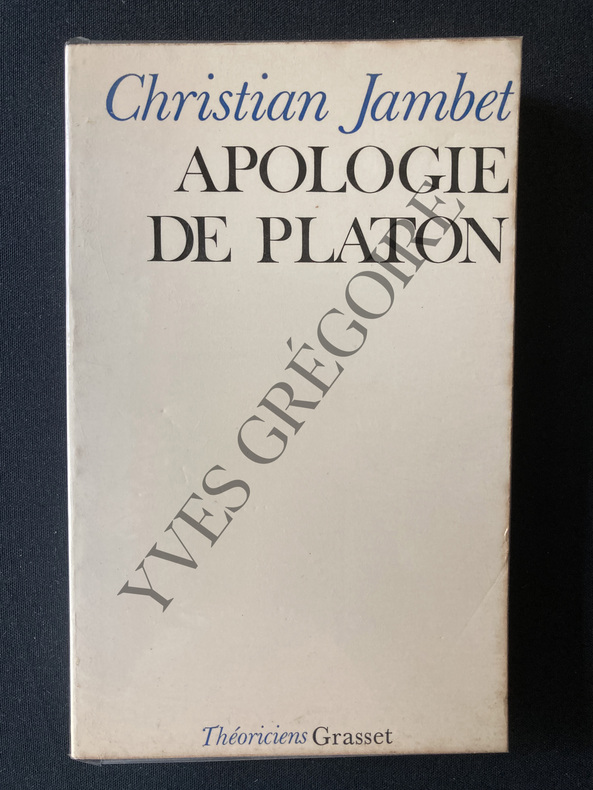 Christian Jambet
APOLOGIE
DE PLATON
YVES GRÉGOIRE
Théoriciens Grasset